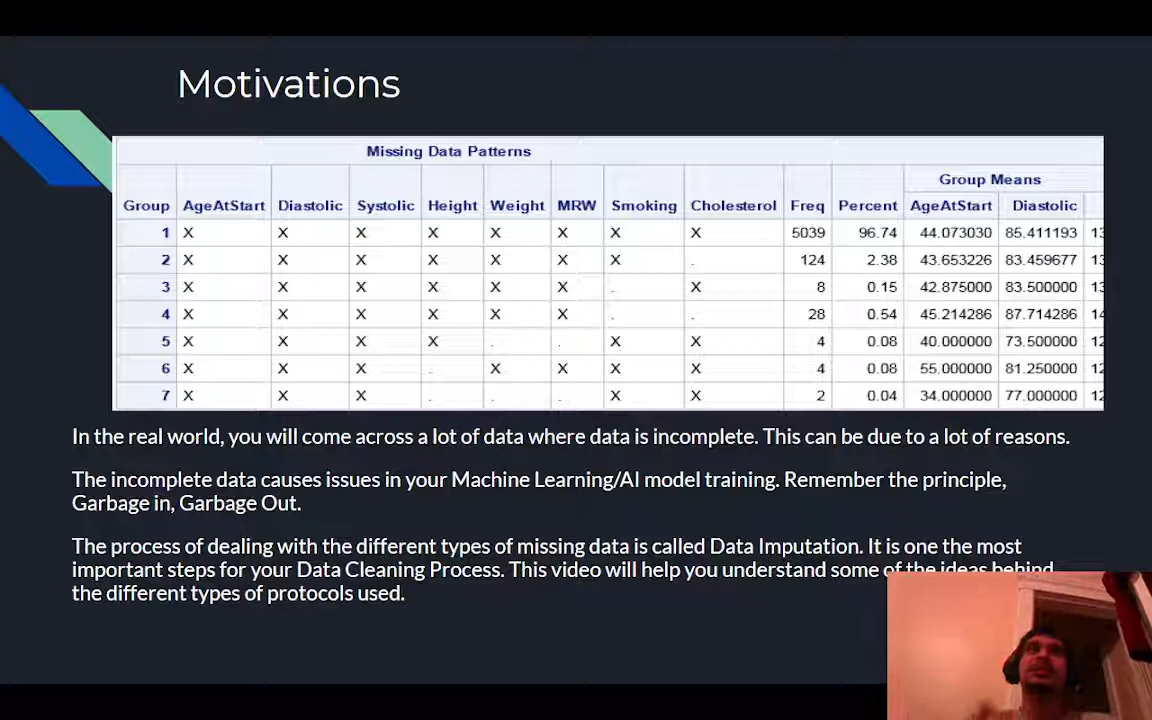 Motivations
Missing Data Patterns
Group Means
Group AgeAtStart Diastolic Systolic Height Weight MRW Smoking Cholesterol Freq Percent AgeAtStart Diastolic
1 X X X X X X X X 5039 96.74 44.073030 85.411193 13
2 X X X X X X X . 124 2.38 43.653226 83.459677 13
3 X X X X X X . X 8 0.15 42.875000 83.500000 13
4 X X X X X X . . 28 0.54 45.214286 87.714286 14
5 X X X X . . X X 4 0.08 40.000000 73.500000 12
6 X X X . X X X X 4 0.08 55.000000 81.250000 12
7 X X X . . . X X 2 0.04 34.000000 77.000000 12
In the real world, you will come across a lot of data where data is incomplete. This can be due to a lot of reasons.
The incomplete data causes issues in your Machine Learning/AI model training. Remember the principle,
Garbage in, Garbage Out.
The process of dealing with the different types of missing data is called Data Imputation. It is one the most
important steps for your Data Cleaning Process. This video will help you understand some of the ideas behind
the different types of protocols used.